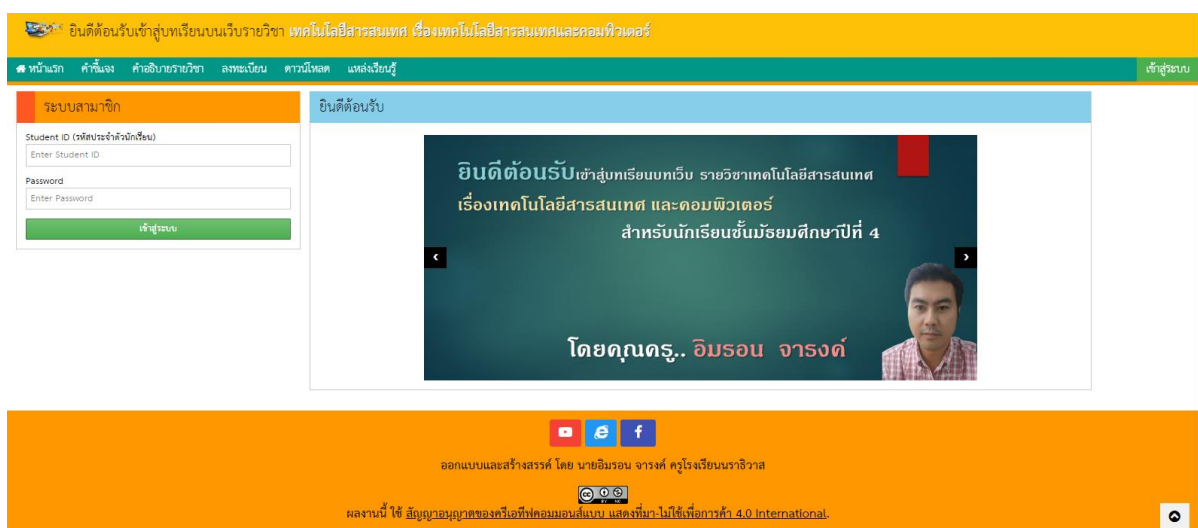 ยินดีต้อนรับเข้าสู่บทเรียนบนเว็บรายวิชา เทคโนโลยีสารสนเทศ เรื่องเทคโนโลยีสารสนเทศและคอมพิวเตอร์
หน้าแรก คำชี้แจง คำอธิบายรายวิชา ลงทะเบียน ดาวน์โหลด แหล่งเรียนรู้ เข้าสู่ระบบ
ระบบสมาชิก
Student ID (รหัสประจำตัวนักเรียน)
Enter Student ID
Password
Enter Password
เข้าสู่ระบบ
ยินดีต้อนรับ
ยินดีต้อนรับเข้าสู่บทเรียนบทเว็บ รายวิชาเทคโนโลยีสารสนเทศ
เรื่องเทคโนโลยีสารสนเทศ และคอมพิวเตอร์
สำหรับนักเรียนชั้นมัธยมศึกษาปีที่ 4
โดยคุณครู.. อิมรอน จารงค์
ออกแบบและสร้างสรรค์ โดย นายอิมรอน จารงค์ ครูโรงเรียนนราธิวาส
cc BY NC
ผลงานนี้ ใช้ สัญญาอนุญาตของครีเอทีฟคอมมอนส์แบบ แสดงที่มา-ไม่ใช้เพื่อการค้า 4.0 International.